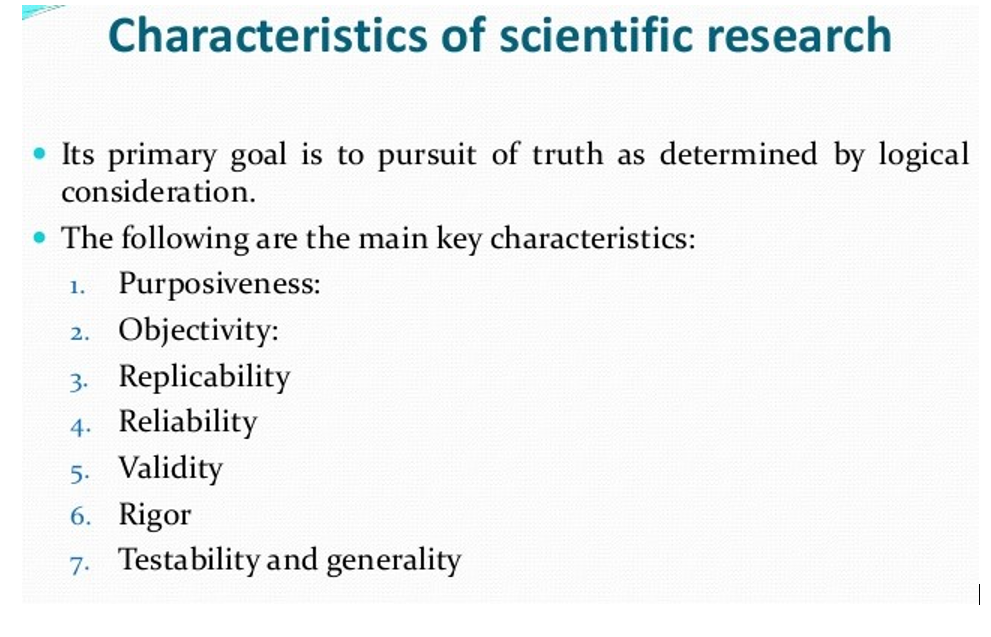 Characteristics of scientific research
• Its primary goal is to pursuit of truth as determined by logical
consideration.
• The following are the main key characteristics:
1. Purposiveness:
2. Objectivity:
3. Replicability
4. Reliability
5. Validity
6. Rigor
7. Testability and generality